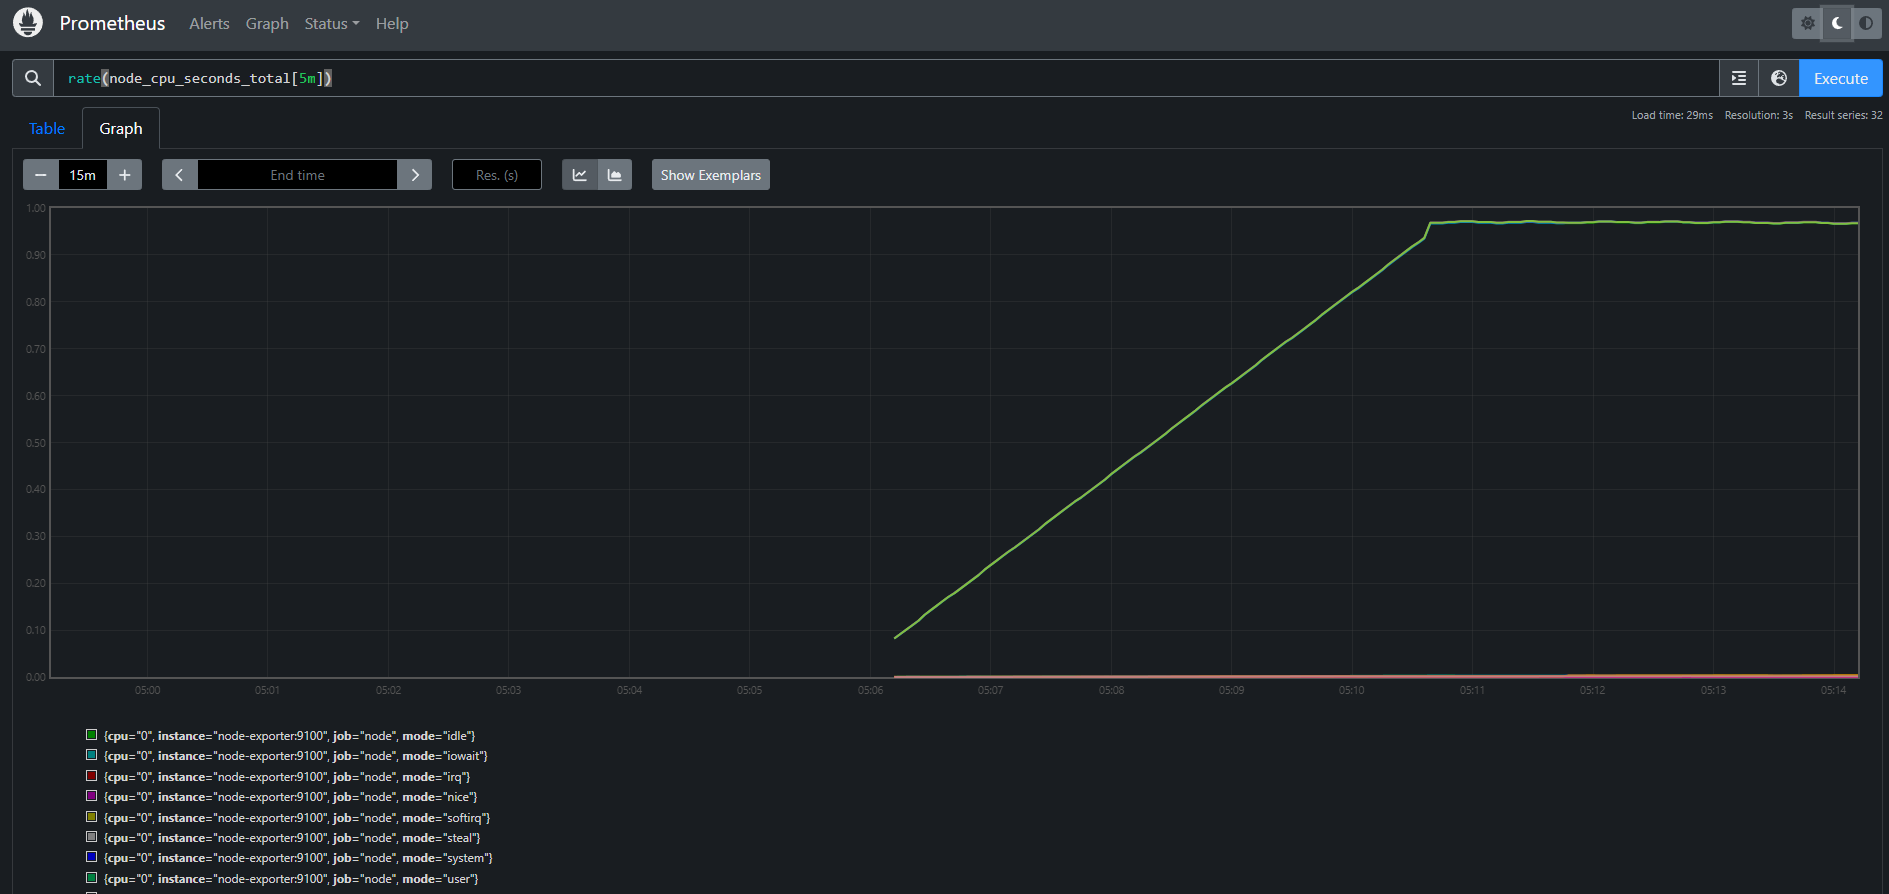 Prometheus Alerts Graph Status Help
rate(node_cpu_seconds_total[5m])
Execute
Table Graph
Load time: 29ms Resolution: 3s Result series: 32
15m End time Res. (s) Show Exemplars
1.00
0.90
0.80
0.70
0.60
0.50
0.40
0.30
0.20
0.10
0.00
05:00 05:01 05:02 05:03 05:04 05:05 05:06 05:07 05:08 05:09 05:10 05:11 05:12 05:13 05:14
{cpu="0", instance="node-exporter:9100", job="node", mode="idle"}
{cpu="0", instance="node-exporter:9100", job="node", mode="iowait"}
{cpu="0", instance="node-exporter:9100", job="node", mode="irq"}
{cpu="0", instance="node-exporter:9100", job="node", mode="nice"}
{cpu="0", instance="node-exporter:9100", job="node", mode="softirq"}
{cpu="0", instance="node-exporter:9100", job="node", mode="steal"}
{cpu="0", instance="node-exporter:9100", job="node", mode="system"}
{cpu="0", instance="node-exporter:9100", job="node", mode="user"}